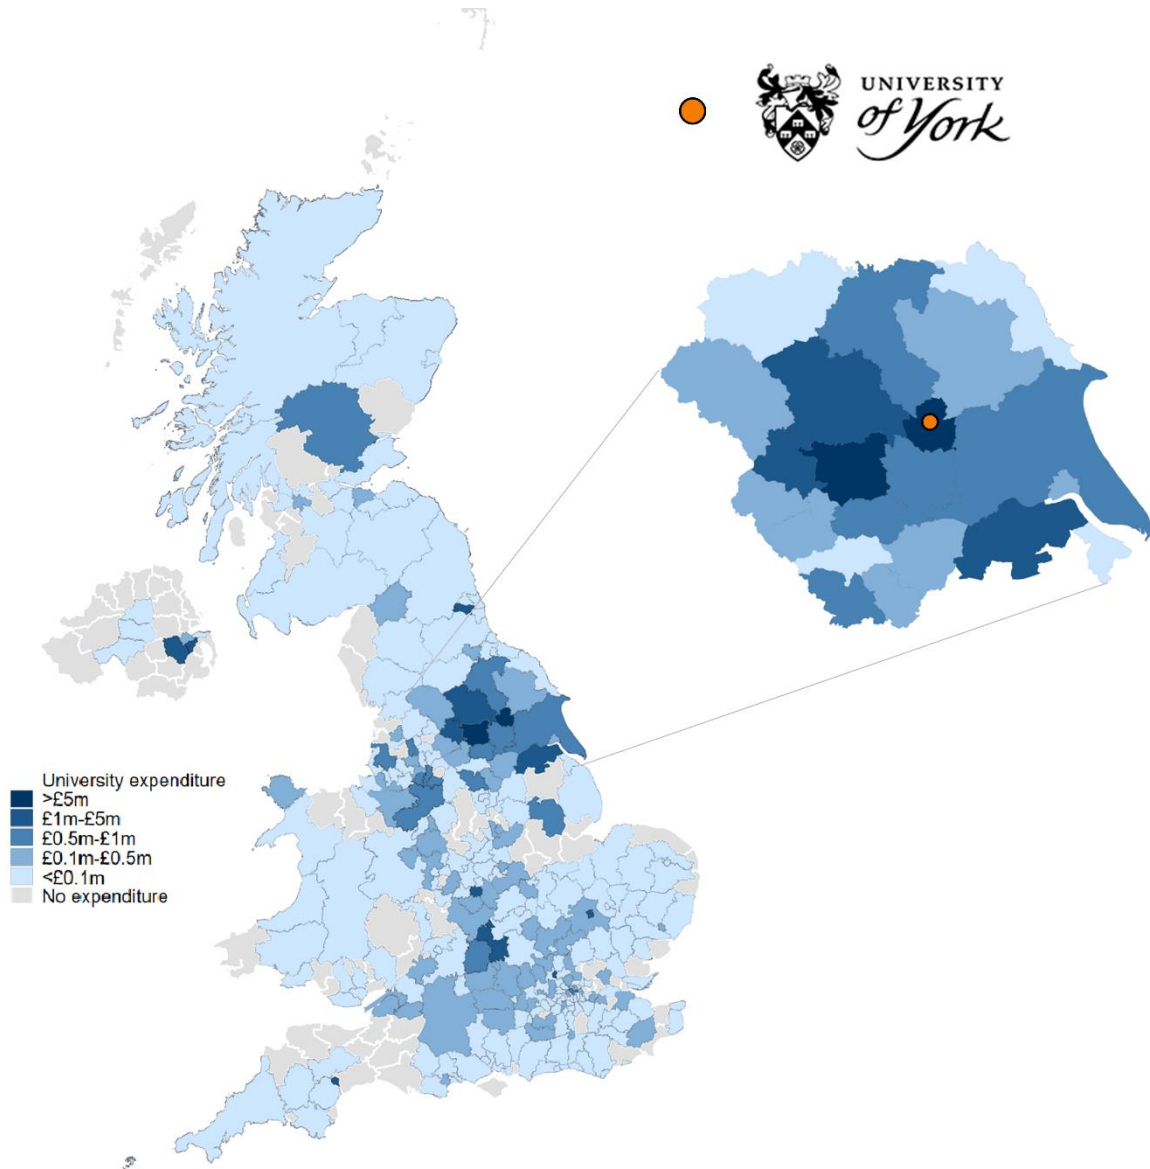 UNIVERSITY
of York
University expenditure
>£5m
£1m-£5m
£0.5m-£1m
£0.1m-£0.5m
<£0.1m
No expenditure